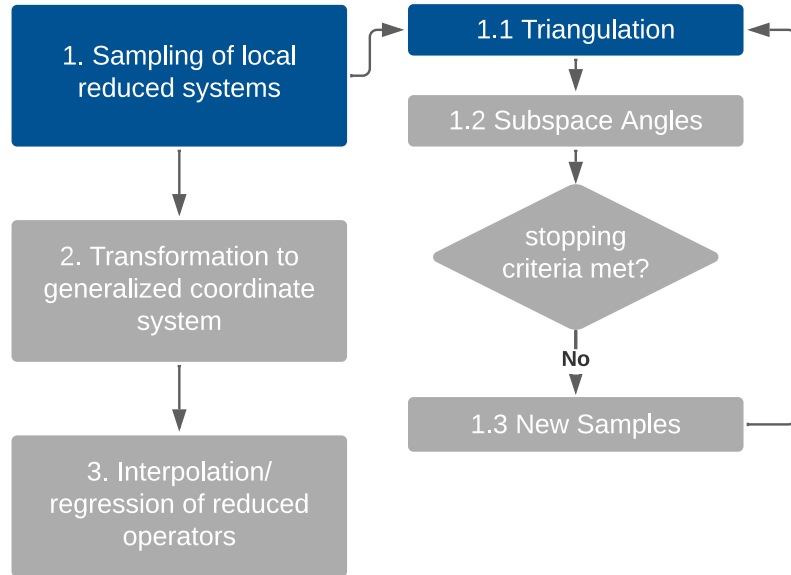 1. Sampling of local
reduced systems
2. Transformation to
generalized coordinate
system
3. Interpolation/
regression of reduced
operators
1.1 Triangulation
1.2 Subspace Angles
stopping
criteria met?
No
1.3 New Samples